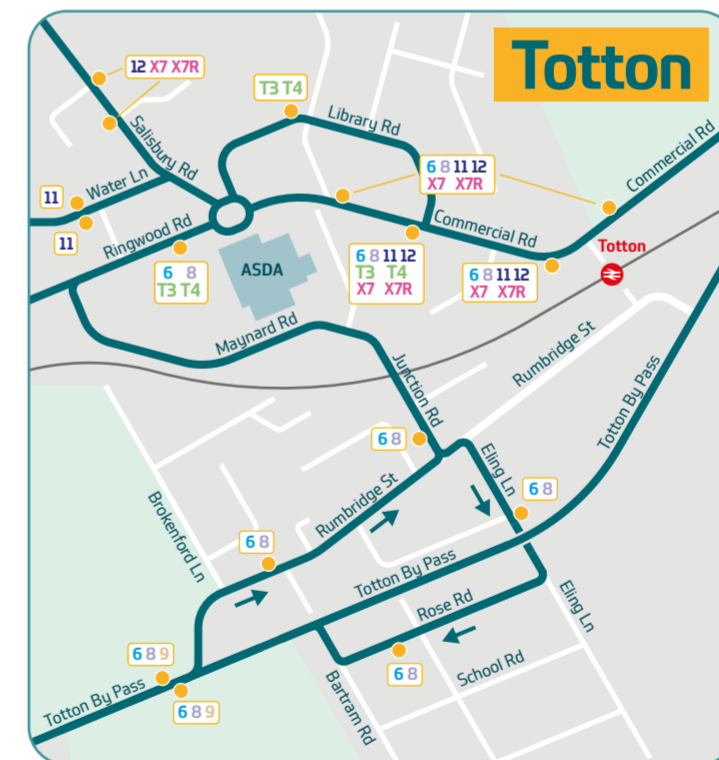 Totton
12 X7 X7R
T3 T4
Library Rd
Salisbury Rd
Commercial Rd
6 8 11 12
X7 X7R
11
Water Ln
11
Ringwood Rd
Commercial Rd
Totton
6 8
T3 T4
ASDA
6 8 11 12
T3 T4
X7 X7R
6 8 11 12
X7 X7R
Maynard Rd
Rumbridge St
Junction Rd
Totton By Pass
6 8
Eling Ln
6 8
Rumbridge St
Brokenford Ln
6 8
Totton By Pass
Rose Rd
Eling Ln
6 8 9
School Rd
6 8
Totton By Pass
Bartram Rd
6 8 9